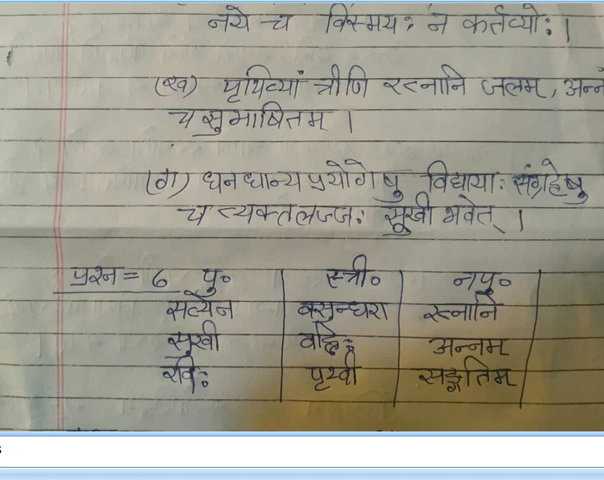 नये च विस्मयः न कर्तव्योः।
(ख) पृथिव्यां त्रीणि रत्नानि जलम्, अन्न
च सुभाषितम्।
(ग) धनधान्य प्रयोगेषु विद्यायाः संग्रहेषु
च त्यक्तलज्जः सुखी भवेत्।
प्रश्न = 6 पु० स्त्री० नपु०
सत्येन वसुन्धरा रत्नानि
सुखी वह्निः अन्नम
रविः पृथ्वी सङ्गतिम